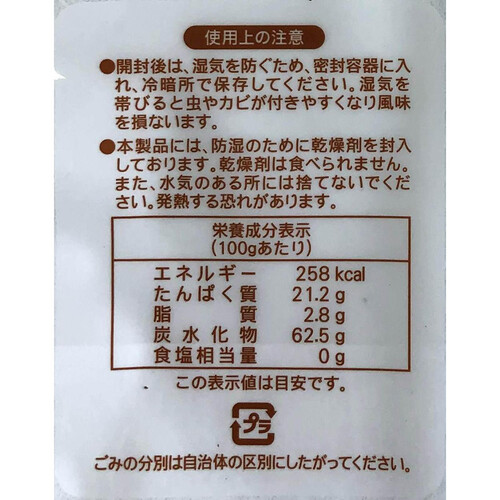 使用上の注意
●開封後は、湿気を防ぐため、密封容器に入
れ、冷暗所で保存してください。湿気を
帯びると虫やカビが付きやすくなり風味
を損ないます。
●本製品には、防湿のために乾燥剤を封入
しております。乾燥剤は食べられません。
また、水気のある所には捨てないでくだ
さい。発熱する恐れがあります。
栄養成分表示
(100gあたり)
エネルギー 258 kcal
たんぱく質 21.2 g
脂質 2.8 g
炭水化物 62.5 g
食塩相当量 0 g
この表示値は目安です。
プラ
ごみの分別は自治体の区別にしたがってください。